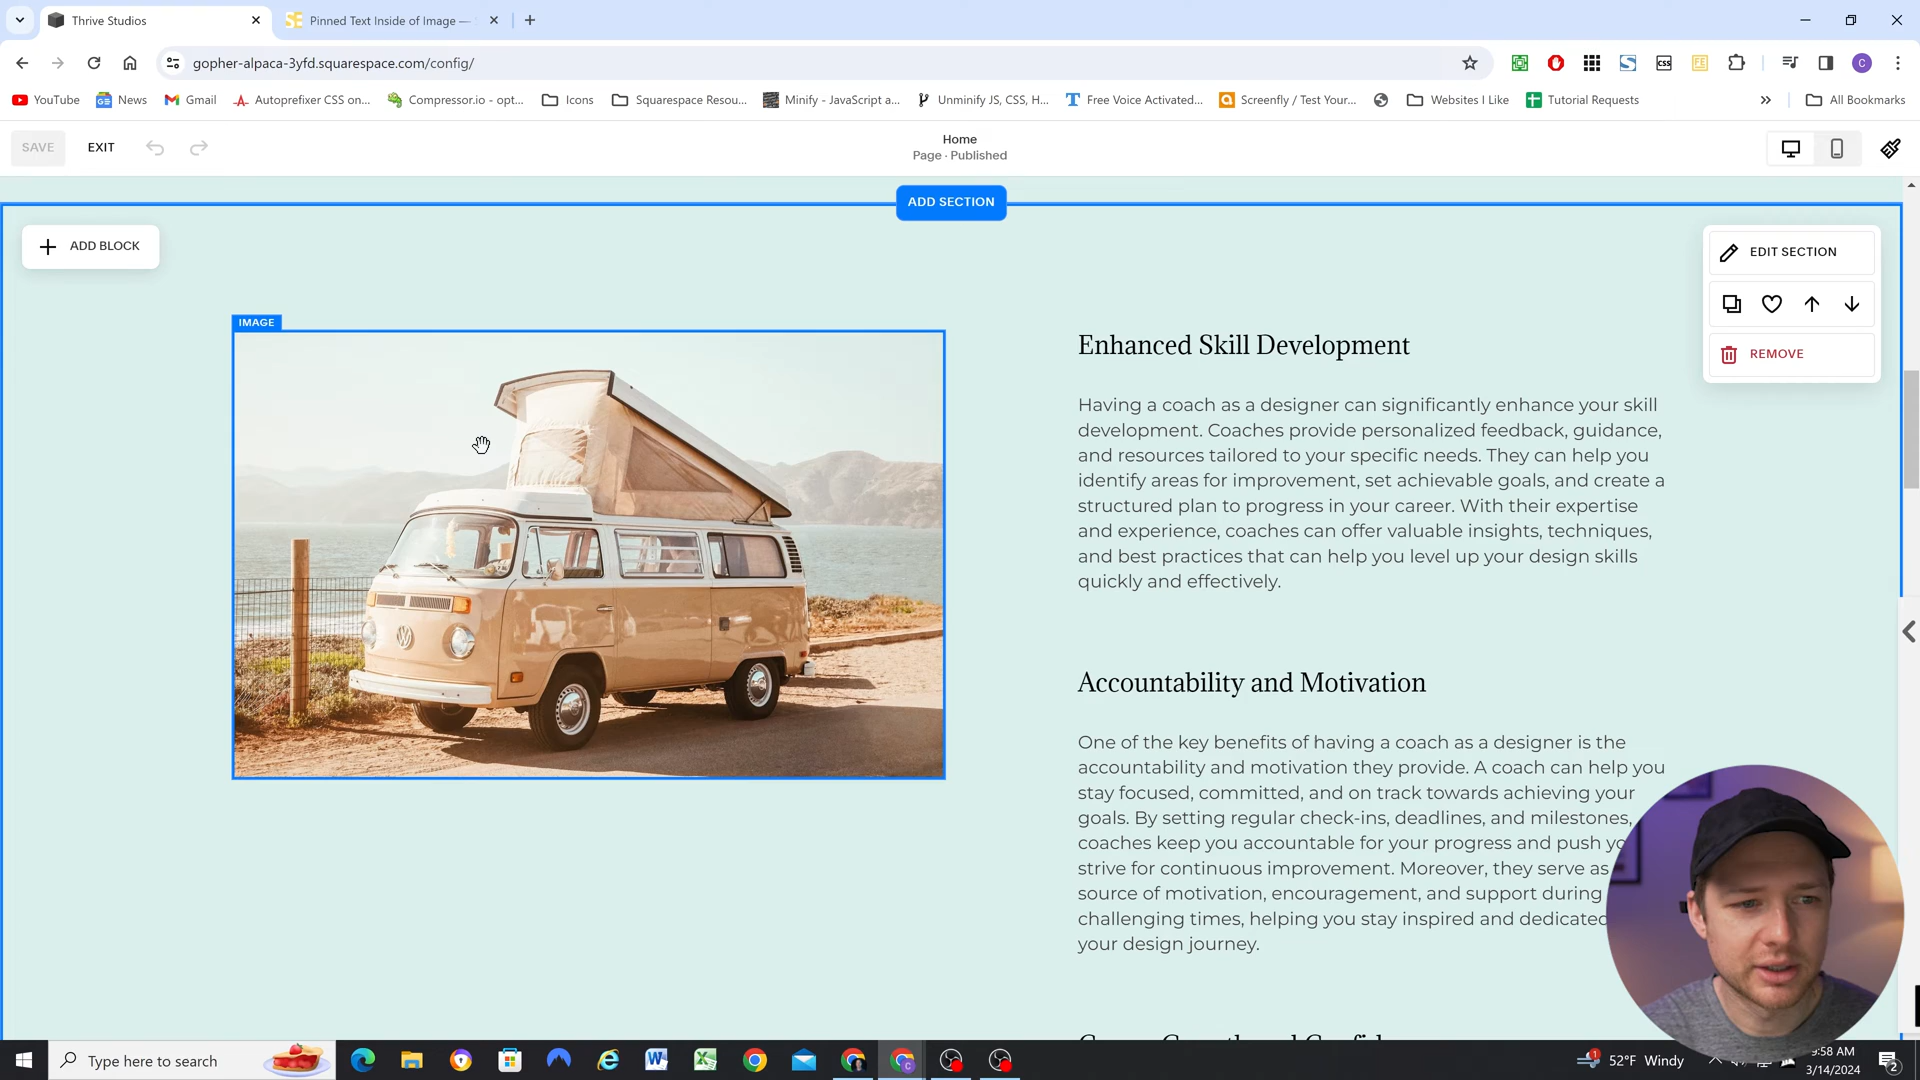 Thrive Studios
SE Pinned Text Inside of Image —
gopher-alpaca-3yfd.squarespace.com/config/
YouTube
News
Gmail
Autoprefixer CSS on...
Compressor.io - opt...
Icons
Squarespace Resou...
Minify - JavaScript a...
Unminify JS, CSS, H...
Free Voice Activated...
Screenfly / Test Your...
Websites I Like
Tutorial Requests
All Bookmarks
SAVE
EXIT
Home
Page · Published
ADD SECTION
ADD BLOCK
EDIT SECTION
REMOVE
IMAGE
Enhanced Skill Development
Having a coach as a designer can significantly enhance your skill
development. Coaches provide personalized feedback, guidance,
and resources tailored to your specific needs. They can help you
identify areas for improvement, set achievable goals, and create a
structured plan to progress in your career. With their expertise
and experience, coaches can offer valuable insights, techniques,
and best practices that can help you level up your design skills
quickly and effectively.
Accountability and Motivation
One of the key benefits of having a coach as a designer is the
accountability and motivation they provide. A coach can help you
stay focused, committed, and on track towards achieving your
goals. By setting regular check-ins, deadlines, and milestones,
coaches keep you accountable for your progress and push
strive for continuous improvement. Moreover, they serve as
source of motivation, encouragement, and support during
challenging times, helping you stay inspired and dedicated
your design journey.
Type here to search
52°F Windy
9:58 AM
3/14/2024
2